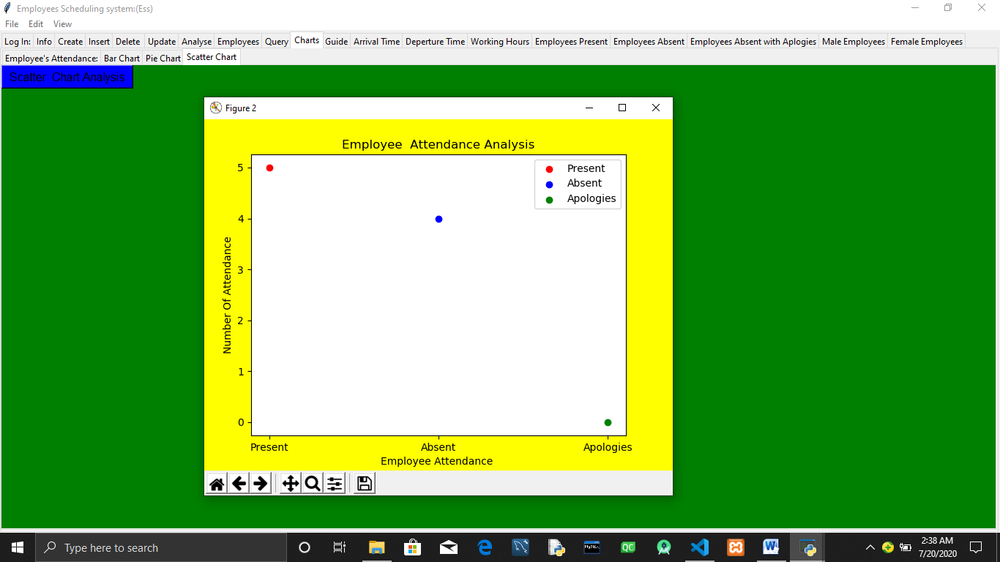 Employees Scheduling system:(Ess)
File Edit View
Log In: Info Create Insert Delete Update Analyse Employees Query Charts Guide Arrival Time Deperture Time Working Hours Employees Present Employees Absent Employees Absent with Aplogies Male Employees Female Employees
Employee's Attendance: Bar Chart Pie Chart Scatter Chart
Scatter Chart Analysis
Figure 2
Employee Attendance Analysis
Present
Absent
Apologies
5
4
3
2
1
0
Number Of Attendance
Present Absent Apologies
Employee Attendance
Type here to search
MySQL
QC
W
2:38 AM
7/20/2020